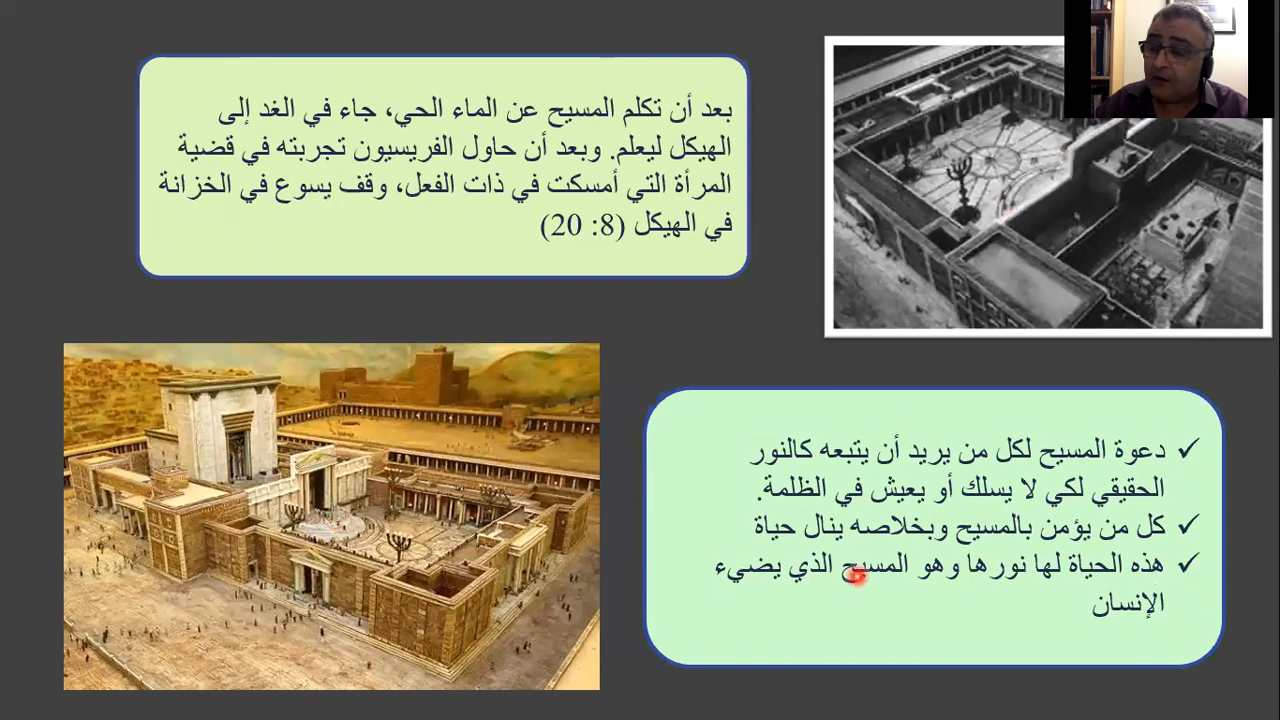 بعد أن تكلم المسيح عن الماء الحي، جاء في الغد إلى
الهيكل ليعلم. وبعد أن حاول الفريسيون تجربته في قضية
المرأة التي أمسكت في ذات الفعل، وقف يسوع في الخزانة
في الهيكل (8: 20)
✓ دعوة المسيح لكل من يريد أن يتبعه كالنور
الحقيقي لكي لا يسلك أو يعيش في الظلمة.
✓ كل من يؤمن بالمسيح وبخلاصه ينال حياة
✓ هذه الحياة لها نورها وهو المسيح الذي يضيء
الإنسان